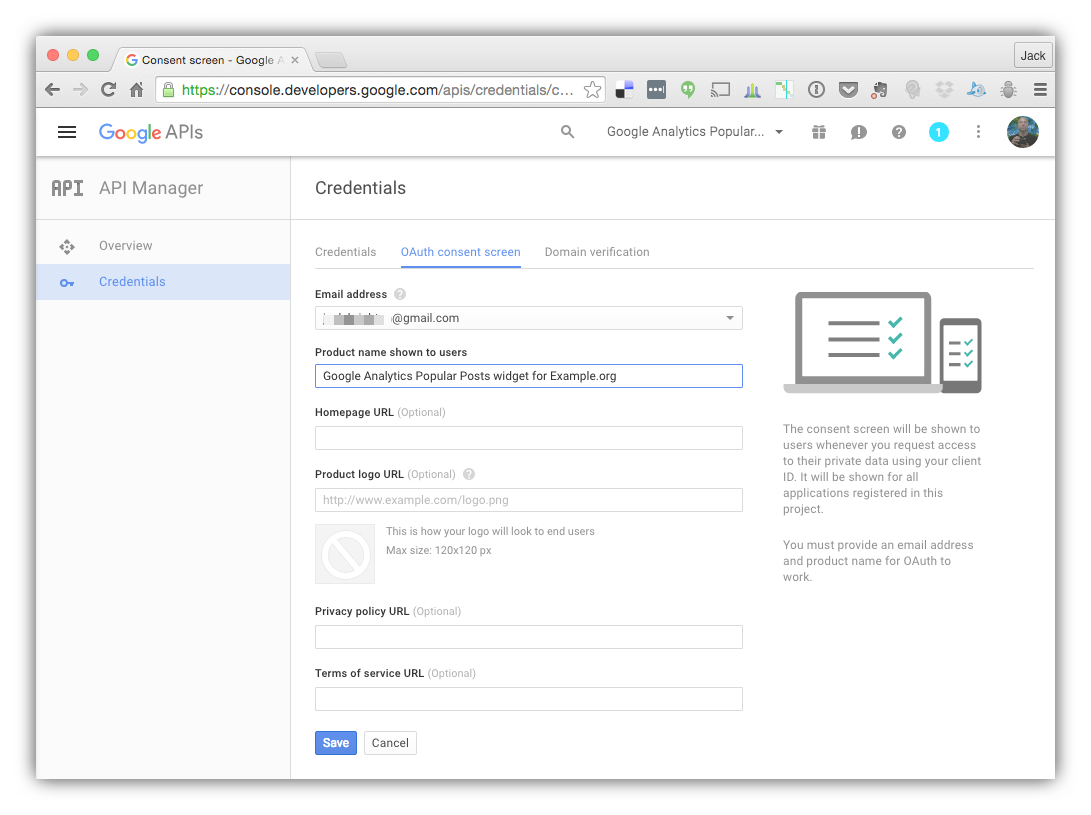 Consent screen - Google A
Jack
https://console.developers.google.com/apis/credentials/c...
Google APIs
Google Analytics Popular...
1
API API Manager
Credentials
Overview
Credentials
Credentials
OAuth consent screen
Domain verification
Email address
@gmail.com
Product name shown to users
Google Analytics Popular Posts widget for Example.org
Homepage URL (Optional)
Product logo URL (Optional)
http://www.example.com/logo.png
This is how your logo will look to end users
Max size: 120x120 px
Privacy policy URL (Optional)
Terms of service URL (Optional)
Save
Cancel
The consent screen will be shown to
users whenever you request access
to their private data using your client
ID. It will be shown for all
applications registered in this
project.
You must provide an email address
and product name for OAuth to
work.